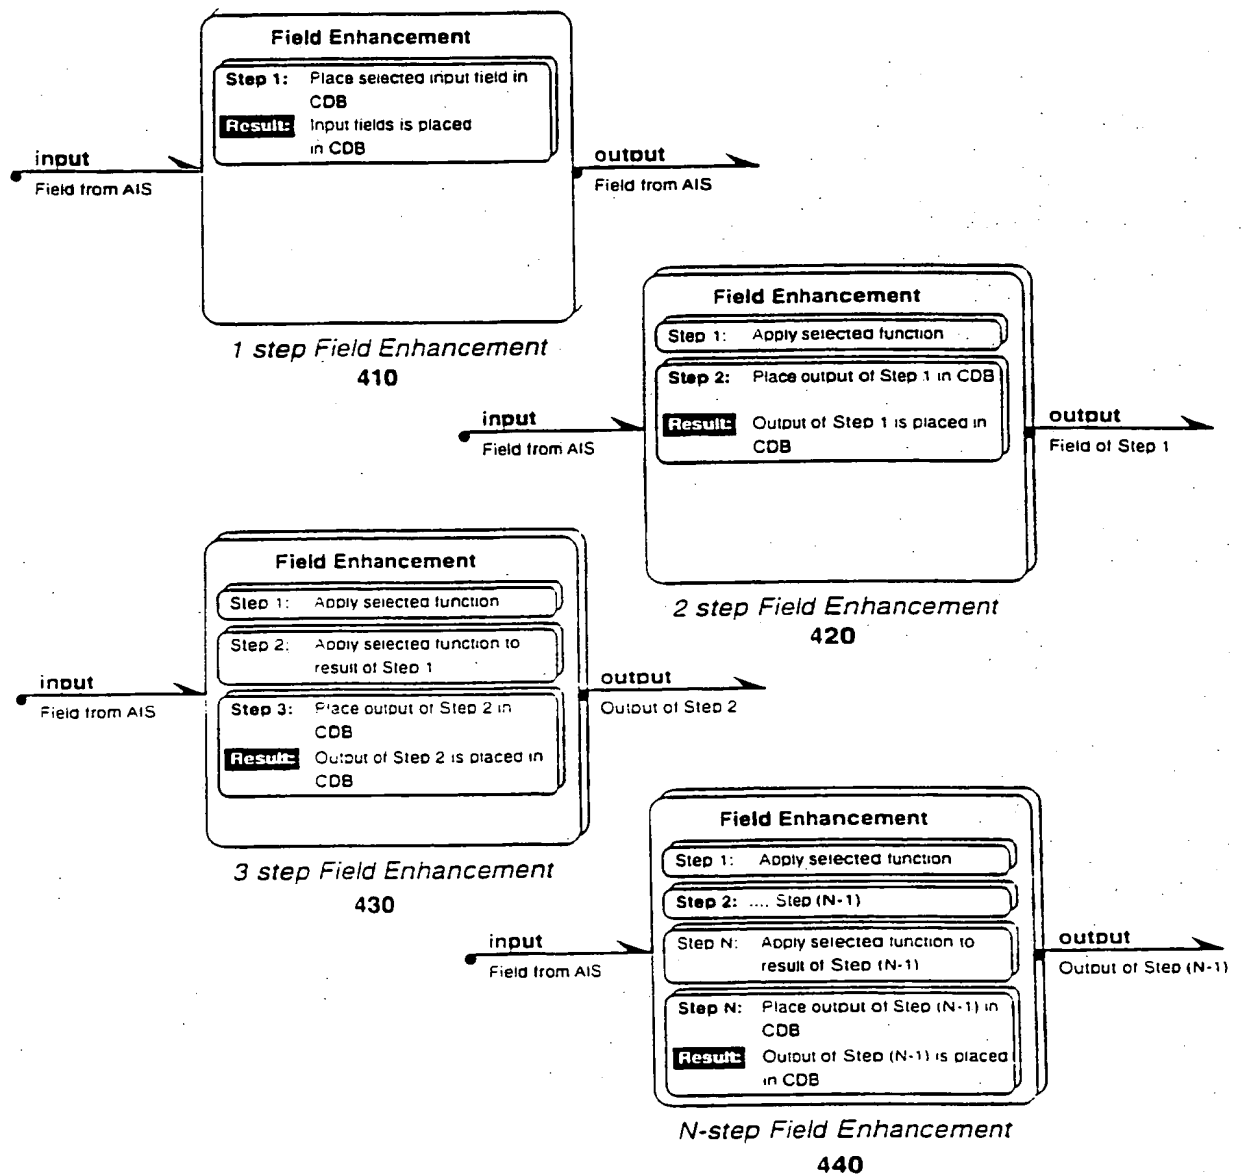 Field Enhancement
Step 1: Place selected input field in
CDB
Result: Input fields is placed
in CDB
input
Field from AIS
output
Field from AIS
1 step Field Enhancement
410
Field Enhancement
Step 1: Apply selected function
Step 2: Place output of Step 1 in CDB
Result: Output of Step 1 is placed in
CDB
input
Field from AIS
output
Field of Step 1
2 step Field Enhancement
420
Field Enhancement
Step 1: Apply selected function
Step 2: Apply selected function to
result of Step 1
Step 3: Place output of Step 2 in
CDB
Result: Output of Step 2 is placed in
CDB
input
Field from AIS
output
Output of Step 2
3 step Field Enhancement
430
Field Enhancement
Step 1: Apply selected function
Step 2: .... Step (N-1)
Step N: Apply selected function to
result of Step (N-1)
Step N: Place output of Step (N-1) in
CDB
Result: Output of Step (N-1) is placed
in CDB
input
Field from AIS
output
Output of Step (N-1)
N-step Field Enhancement
440